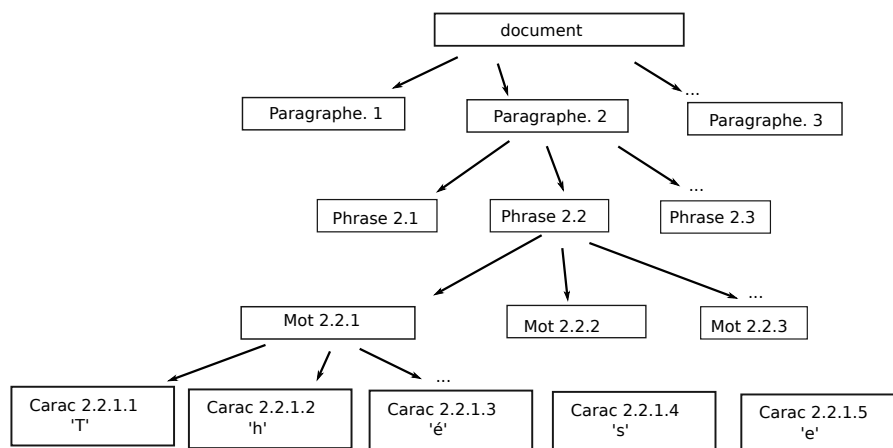 document
...
Paragraphe. 1
Paragraphe. 2
Paragraphe. 3
...
Phrase 2.1
Phrase 2.2
Phrase 2.3
...
Mot 2.2.1
Mot 2.2.2
Mot 2.2.3
...
Carac 2.2.1.1
'T'
Carac 2.2.1.2
'h'
Carac 2.2.1.3
'é'
Carac 2.2.1.4
's'
Carac 2.2.1.5
'e'